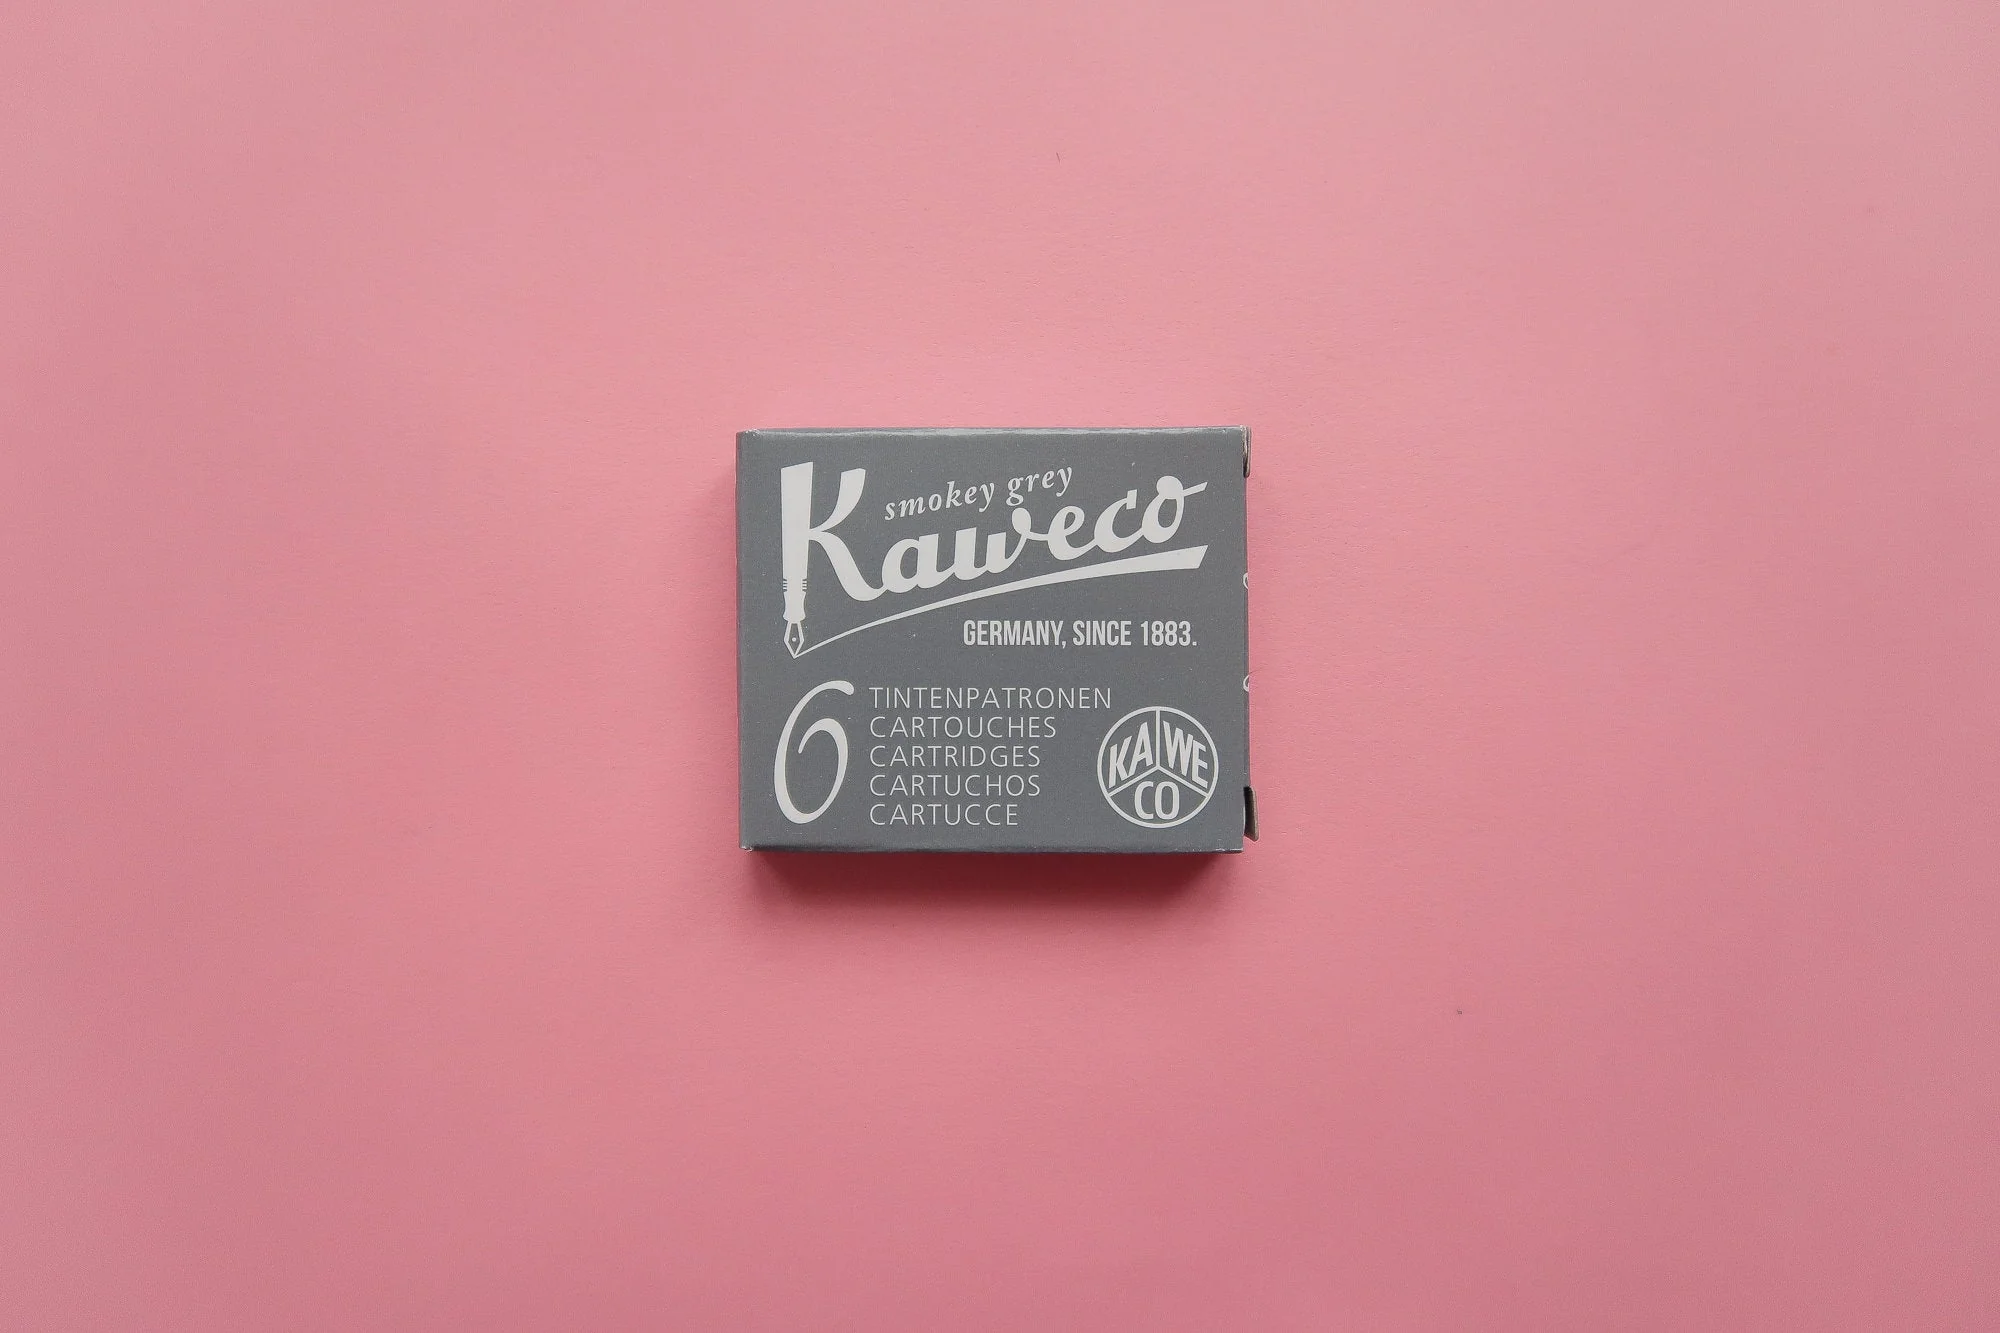 smokey grey
Kaweco
GERMANY, SINCE 1883.
6
TINTENPATRONEN
CARTOUCHES
CARTRIDGES
CARTUCHOS
CARTUCCE
KA WE
CO